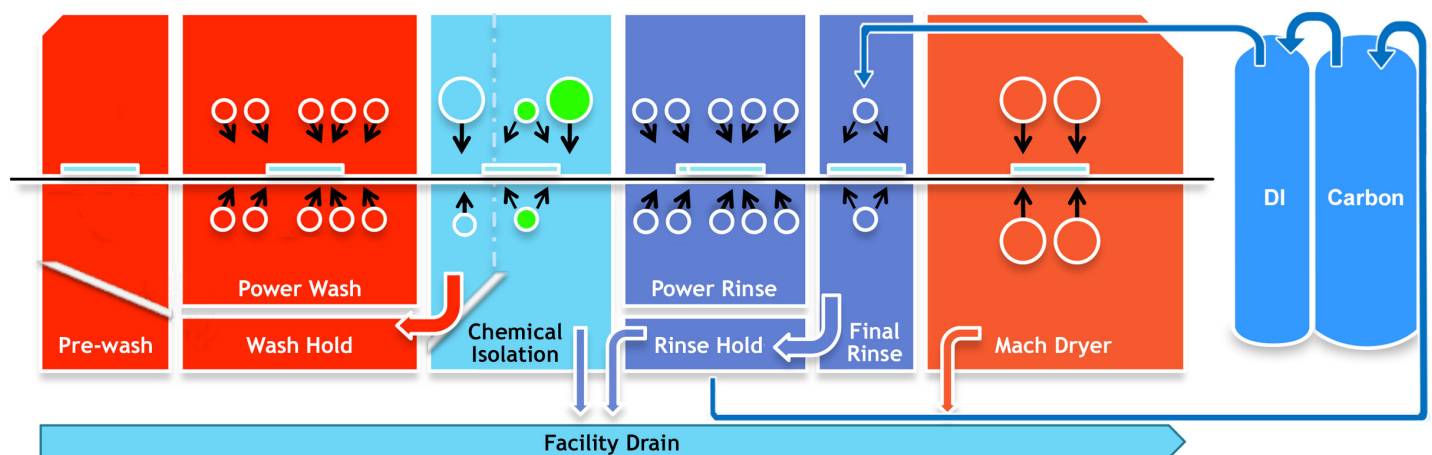 Power Wash
Power Rinse
Pre-wash
Wash Hold
Chemical
Isolation
Rinse Hold
Final
Rinse
Mach Dryer
DI
Carbon
Facility Drain